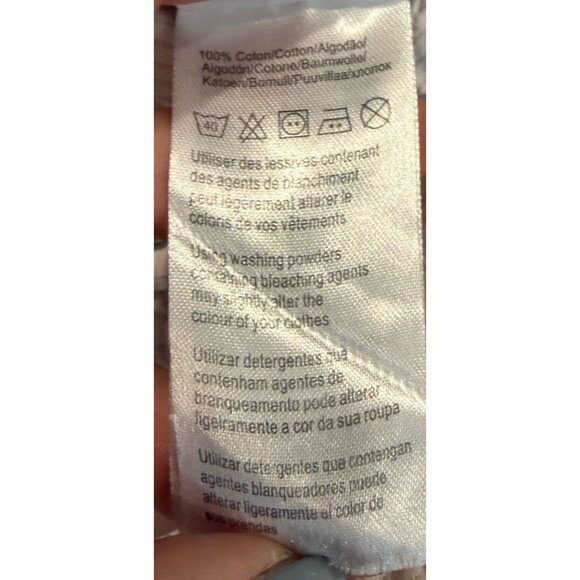 100% Coton/Cotton/Algodão/
Algodón/Cotone/Baumwolle/
Katoen/Bomull/Puuvillaa/хлопок
40
Utiliser des lessives contenant
des agents de blanchiment
peut légerement altérer le
coloris de vos vêtements
Using washing powders
containing bleaching agents
may slightly alter the
colour of your clothes
Utilizar detergentes que
contenham agentes de
branqueamento pode alterar
ligeiramente a cor da sua roupa
Utilizar detergentes que contengan
agentes blanqueadores puede
alterar ligeramente el color de
sus prendas